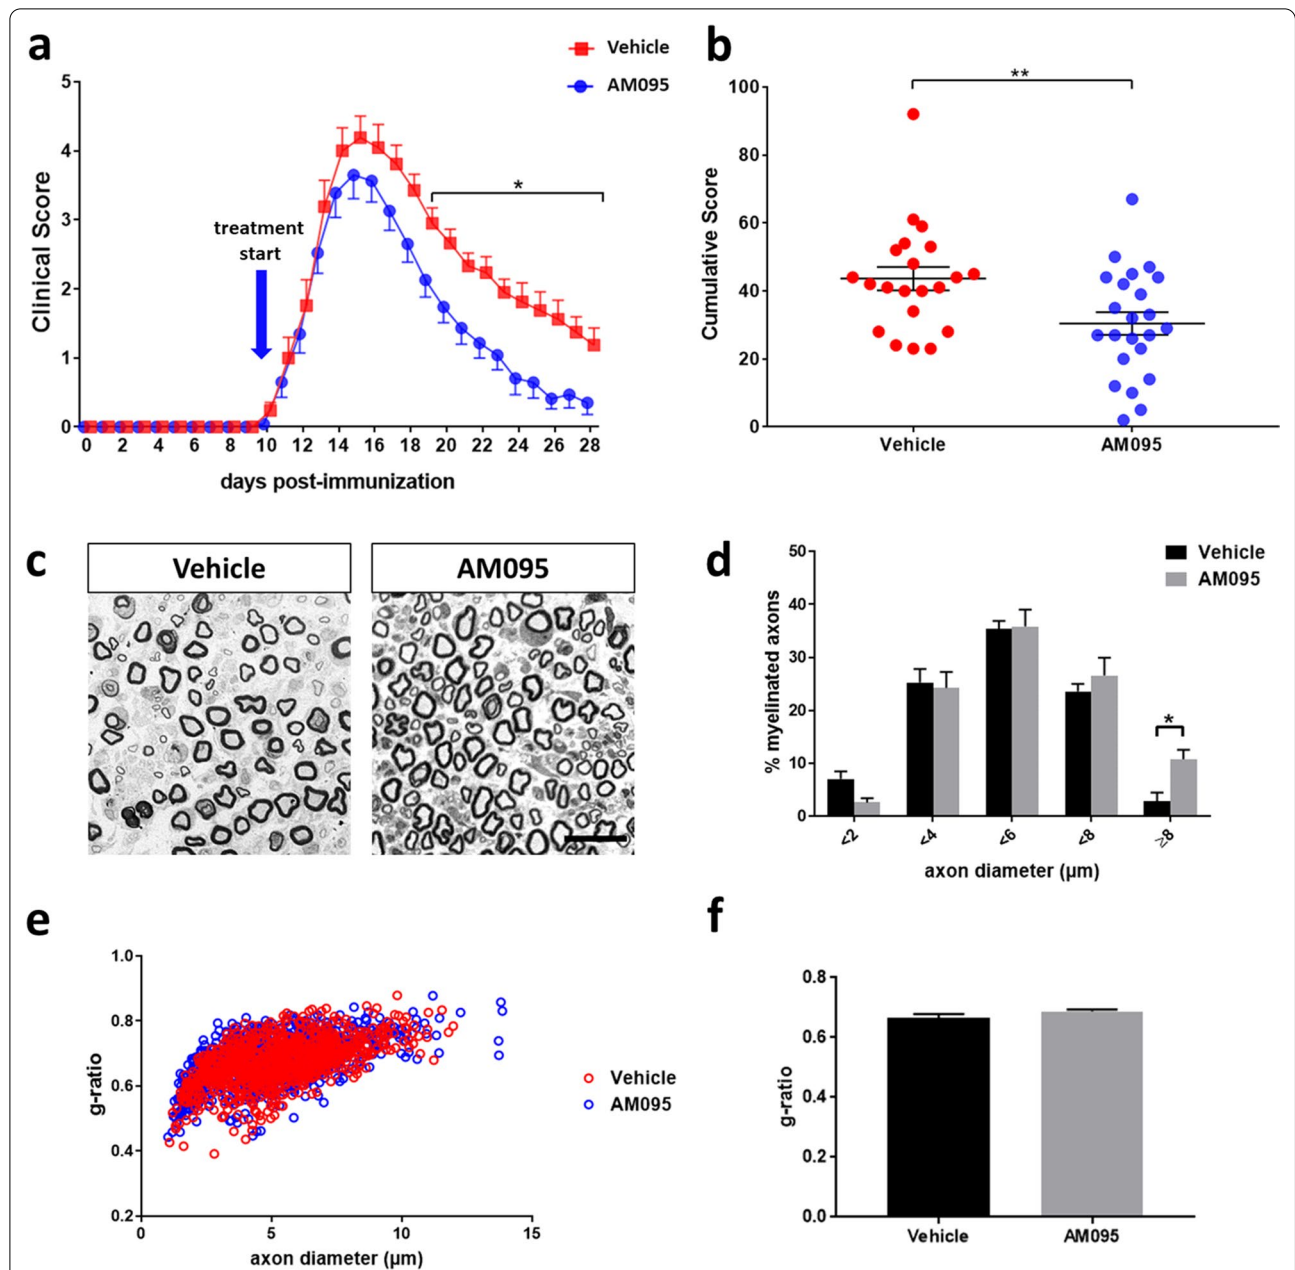 a
Vehicle
AM095
5
4
3
2
1
0
Clinical Score
treatment
start
*
0 2 4 6 8 10 12 14 16 18 20 22 24 26 28
days post-immunization
b
**
100
80
60
40
20
0
Cumulative Score
Vehicle AM095
c
Vehicle AM095
d
Vehicle
AM095
50
40
30
20
10
0
% myelinated axons
*
<2 <4 <6 <8 ≥8
axon diameter (µm)
e
1.0
0.8
0.6
0.4
0.2
g-ratio
0 5 10 15
axon diameter (µm)
Vehicle
AM095
f
0.8
0.6
0.4
0.2
0.0
g-ratio
Vehicle AM095